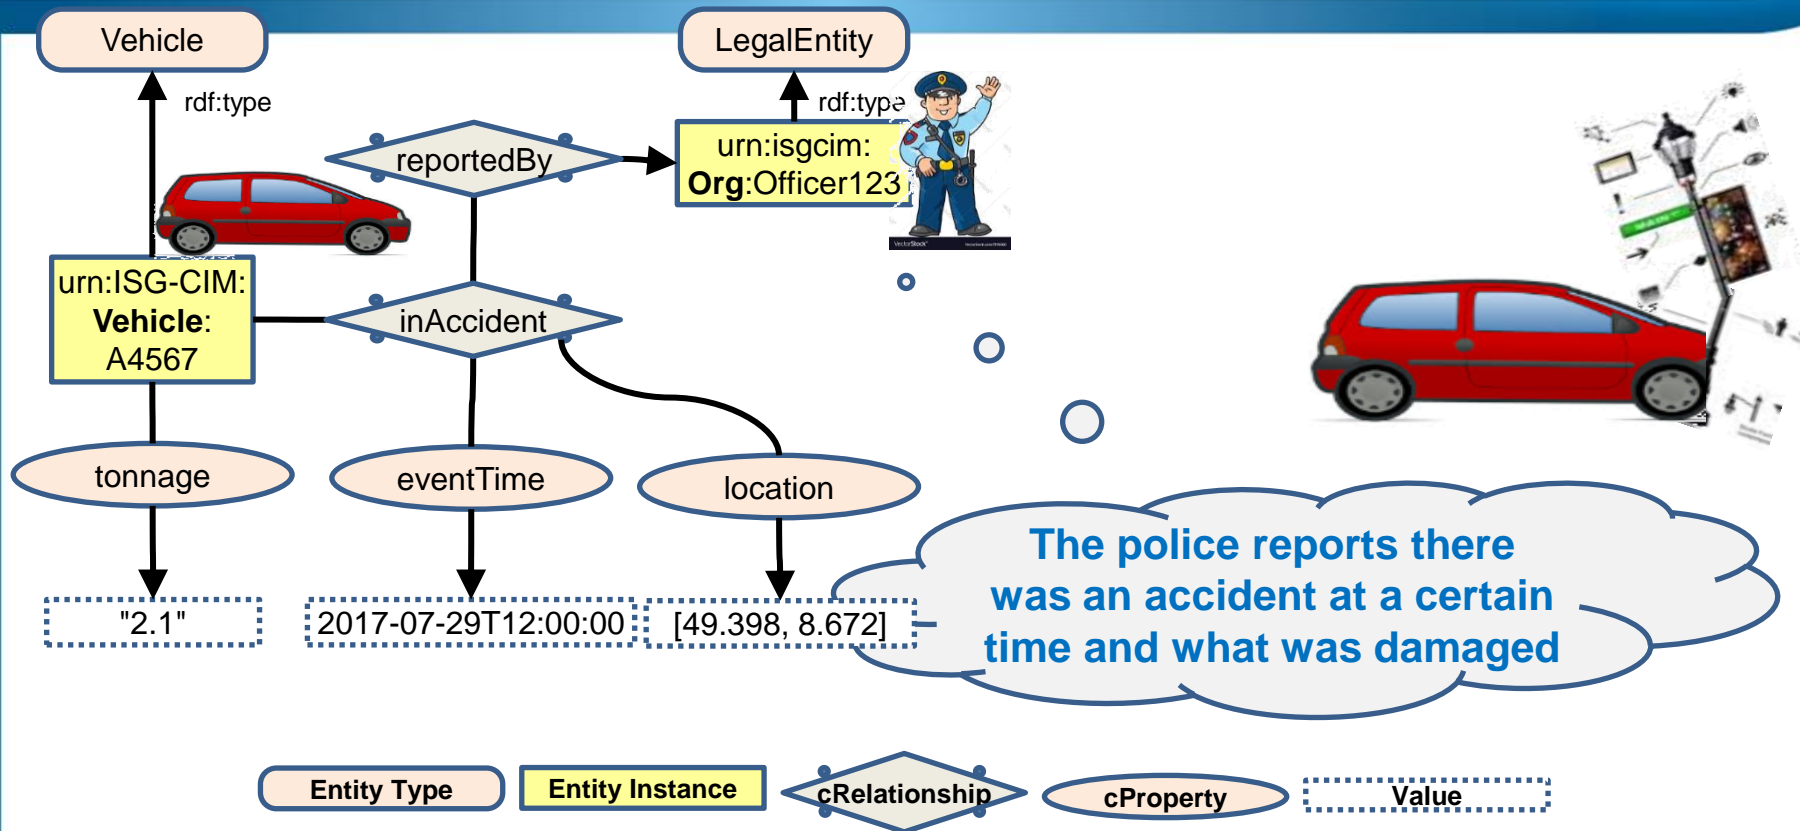 Vehicle
LegalEntity
rdf:type
rdf:type
reportedBy
urn:isgcim:
Org:Officer123
VectorStock
urn:ISG-CIM:
Vehicle:
A4567
inAccident
tonnage
eventTime
location
"2.1"
2017-07-29T12:00:00
[49.398, 8.672]
The police reports there
was an accident at a certain
time and what was damaged
Entity Type
Entity Instance
cRelationship
cProperty
Value